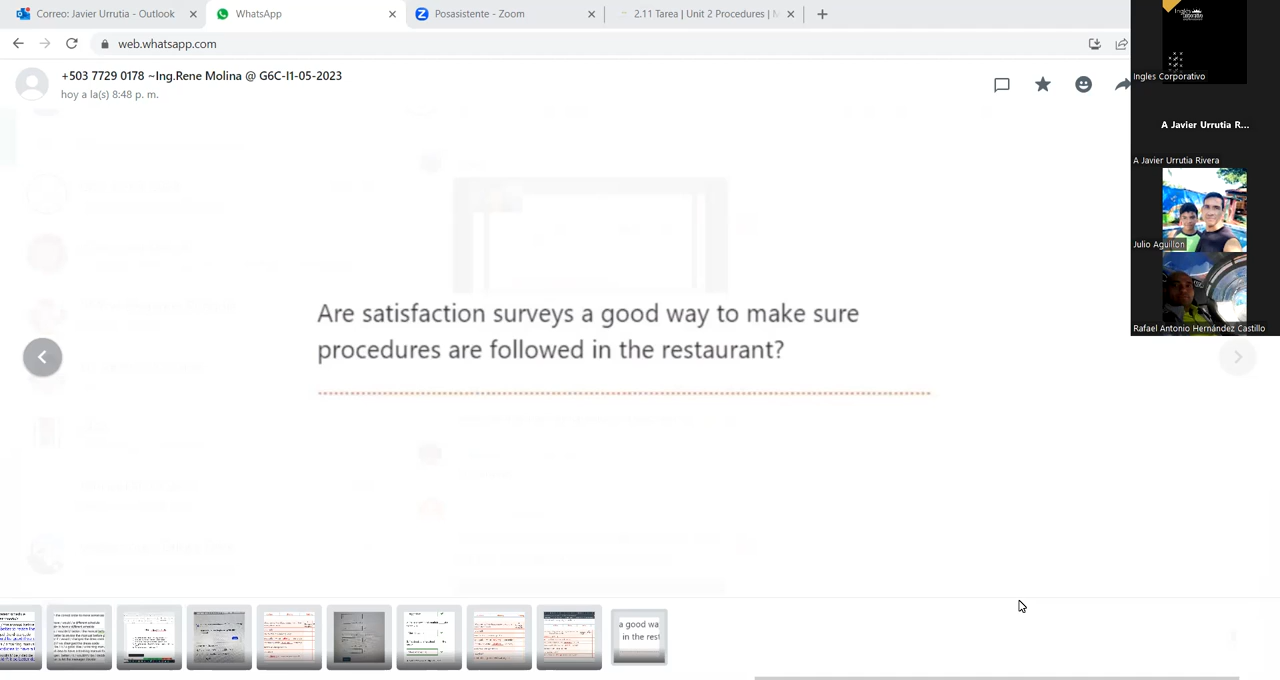 Correo: Javier Urrutia - Outlook
WhatsApp
Posasistente - Zoom
2.11 Tarea | Unit 2 Procedures |
web.whatsapp.com
+503 7729 0178 ~Ing.Rene Molina @ G6C-I1-05-2023
hoy a la(s) 8:48 p. m.
Ingles Corporativo
A Javier Urrutia R...
A Javier Urrutia Rivera
Julio Aguillon
Rafael Antonio Hernández Castillo
Are satisfaction surveys a good way to make sure
procedures are followed in the restaurant?
a good wa
in the rest